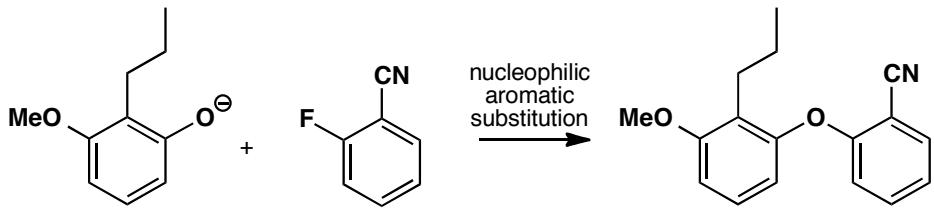 MeO
O⊖
+
F
CN
nucleophilic
aromatic
substitution
MeO
O
CN